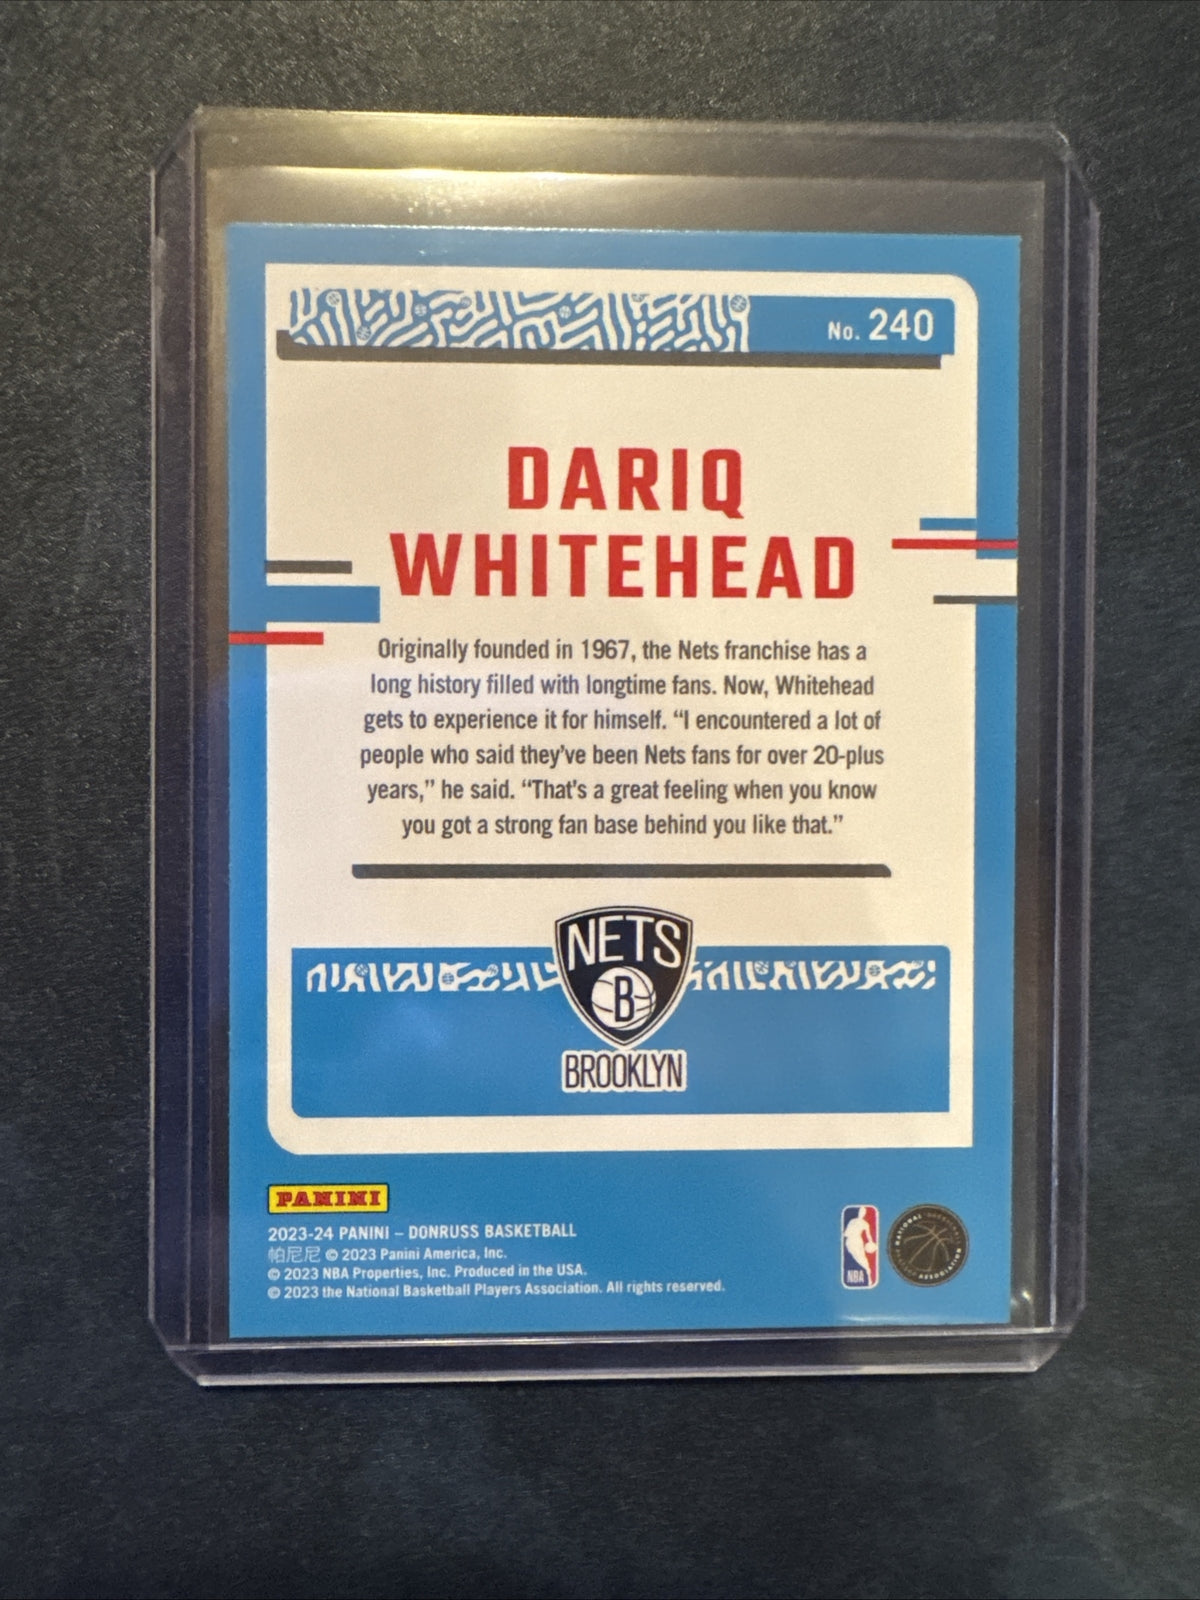 No. 240
DARIQ
WHITEHEAD
Originally founded in 1967, the Nets franchise has a
long history filled with longtime fans. Now, Whitehead
gets to experience it for himself. “I encountered a lot of
people who said they’ve been Nets fans for over 20-plus
years,” he said. “That’s a great feeling when you know
you got a strong fan base behind you like that.”
NETS
B
BROOKLYN
PANINI
2023-24 PANINI – DONRUSS BASKETBALL
帕尼尼 © 2023 Panini America, Inc.
© 2023 NBA Properties, Inc. Produced in the USA.
© 2023 the National Basketball Players Association. All rights reserved.
NBA
NATIONAL BASKETBALL
PLAYERS ASSOCIATION